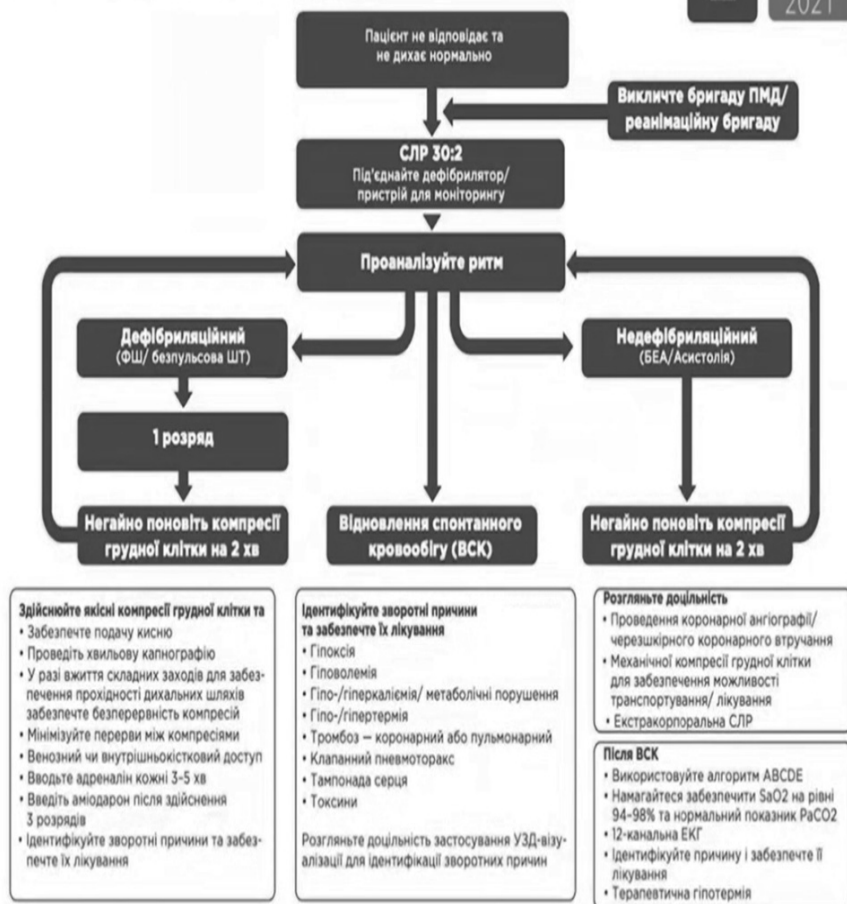 2021
Пацієнт не відповідає та
не дихає нормально
Викличте бригаду ПМД/
реанімаційну бригаду
СЛР 30:2
Під'єднайте дефібрилятор/
пристрій для моніторингу
Проаналізуйте ритм
Дефібриляційний
(ФШ/ безпульсова ШТ)
Недефібриляційний
(БЕА/Асистолія)
1 розряд
Негайно поновіть компресії
грудної клітки на 2 хв
Відновлення спонтанного
кровообігу (ВСК)
Негайно поновіть компресії
грудної клітки на 2 хв
Здійснюйте якісні компресії грудної клітки та
• Забезпечте подачу кисню
• Проведіть хвильову капнографію
• У разі вжиття складних заходів для забез-
печення прохідності дихальних шляхів
забезпечте безперервність компресій
• Мінімізуйте перерви між компресіями
• Венозний чи внутрішньокістковий доступ
• Вводьте адреналін кожні 3-5 хв
• Введіть аміодарон після здійснення
3 розрядів
• Ідентифікуйте зворотні причини та забез-
печте їх лікування
Ідентифікуйте зворотні причини
та забезпечте їх лікування
• Гіпоксія
• Гіповолемія
• Гіпо-/гіперкаліємія/ метаболічні порушення
• Гіпо-/гіпертермія
• Тромбоз — коронарний або пульмонарний
• Клапанний пневмоторакс
• Тампонада серця
• Токсини
Розгляньте доцільність застосування УЗД-візу-
алізації для ідентифікації зворотних причин
Розгляньте доцільність
• Проведення коронарної ангіографії/
черезшкірного коронарного втручання
• Механічної компресії грудної клітки
для забезпечення можливості
транспортування/ лікування
• Екстракорпоральна СЛР
Після ВСК
• Використовуйте алгоритм ABCDE
• Намагайтеся забезпечити SaO2 на рівні
94-98% та нормальний показник PaCO2
• 12-канальна ЕКГ
• Ідентифікуйте причину і забезпечте її
лікування
• Терапевтична гіпотермія